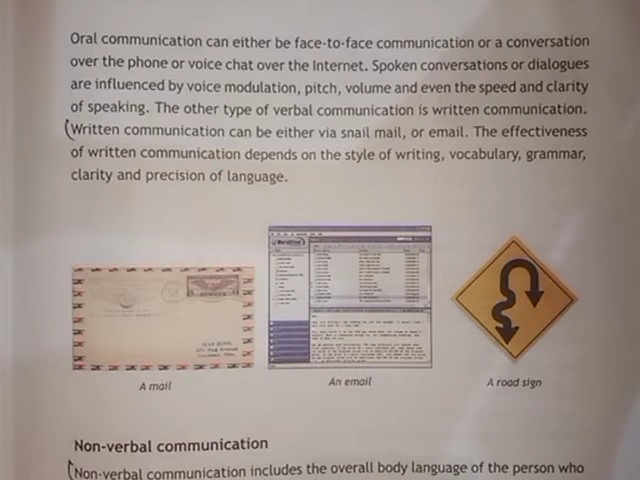 Oral communication can either be face-to-face communication or a conversation
over the phone or voice chat over the Internet. Spoken conversations or dialogues
are influenced by voice modulation, pitch, volume and even the speed and clarity
of speaking. The other type of verbal communication is written communication.
Written communication can be either via snail mail, or email. The effectiveness
of written communication depends on the style of writing, vocabulary, grammar,
clarity and precision of language.
A mail
An email
A road sign
Non-verbal communication
Non-verbal communication includes the overall body language of the person who